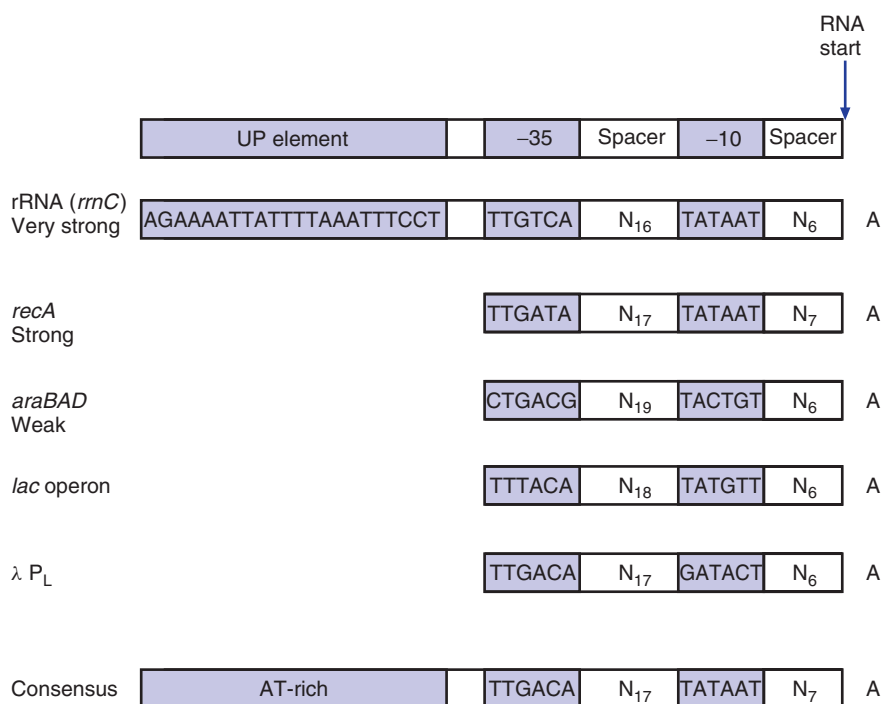 RNA
start
UP element –35 Spacer –10 Spacer
rRNA (rrnC)
Very strong
AGAAAATTATTTTAAATTTCCT TTGTCA N16 TATAAT N6 A
recA
Strong
TTGATA N17 TATAAT N7 A
araBAD
Weak
CTGACG N19 TACTGT N6 A
lac operon TTTACA N18 TATGTT N6 A
λ PL TTGACA N17 GATACT N6 A
Consensus AT-rich TTGACA N17 TATAAT N7 A